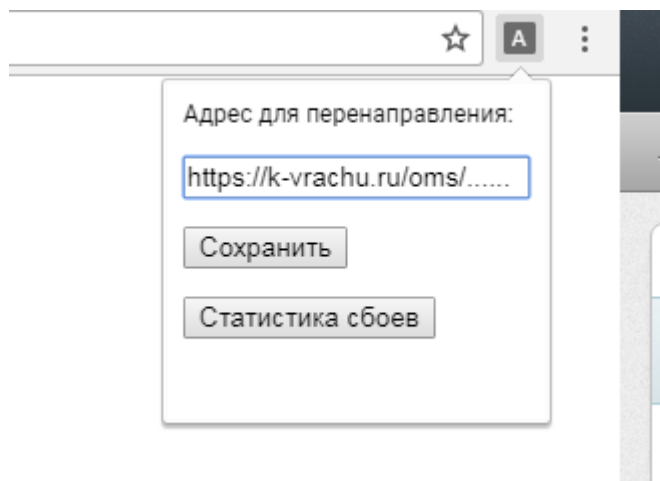 A
Адрес для перенаправления:
https://k-vrachu.ru/oms/......
Сохранить
Статистика сбоев